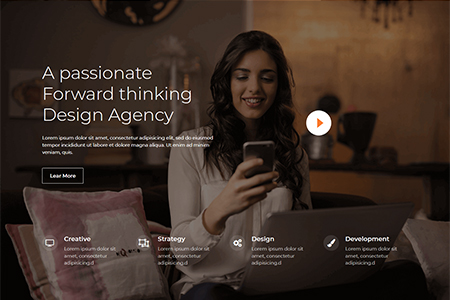 A passionate
Forward thinking
Design Agency
Lorem ipsum dolor sit amet, consectetur adipisicing elit, sed do eiusmod
tempor incididunt ut labore et dolore magna aliqua. Ut enim ad minim
veniam, quis.
Lear More
Creative
Lorem ipsum dolor sit
amet, consectetur
adipisicing.d
Strategy
Lorem ipsum dolor sit
amet, consectetur
adipisicing.d
Design
Lorem ipsum dolor sit
amet, consectetur
adipisicing.d
Development
Lorem ipsum dolor sit
amet, consectetur
adipisicing.d